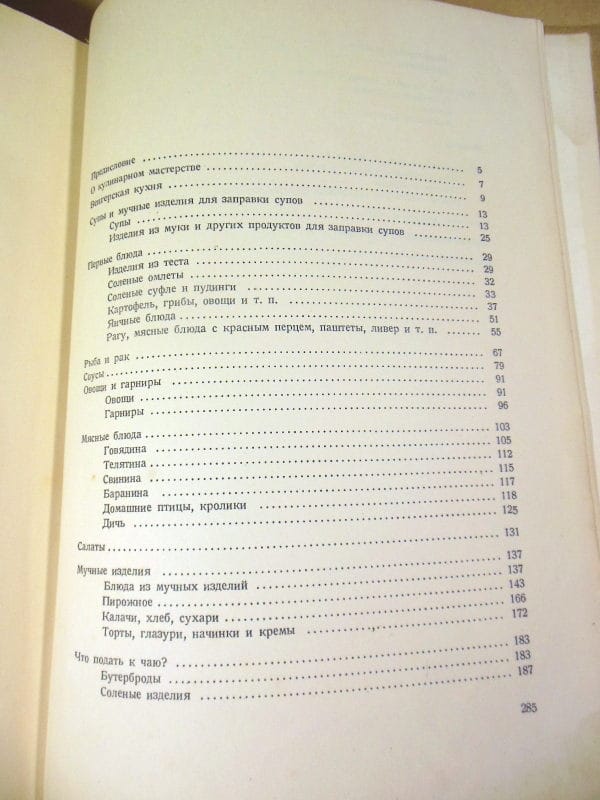 Предисловие 5
О кулинарном мастерстве 7
Венгерская кухня 9
Супы и мучные изделия для заправки супов 13
Супы 13
Изделия из муки и других продуктов для заправки супов 25
Первые блюда 29
Изделия из теста 29
Соленые омлеты 32
Соленые суфле и пудинги 33
Картофель, грибы, овощи и т. п. 37
Яичные блюда 51
Рагу, мясные блюда с красным перцем, паштеты, ливер и т. п. 55
Рыба и рак 67
Соусы 79
Овощи и гарниры 91
Овощи 91
Гарниры 96
Мясные блюда 103
Говядина 105
Телятина 112
Свинина 115
Баранина 117
Домашние птицы, кролики 118
Дичь 125
Салаты 131
Мучные изделия 137
Блюда из мучных изделий 137
Пирожное 143
Калачи, хлеб, сухари 166
Торты, глазури, начинки и кремы 172
Что подать к чаю? 183
Бутерброды 183
Соленые изделия 187
285